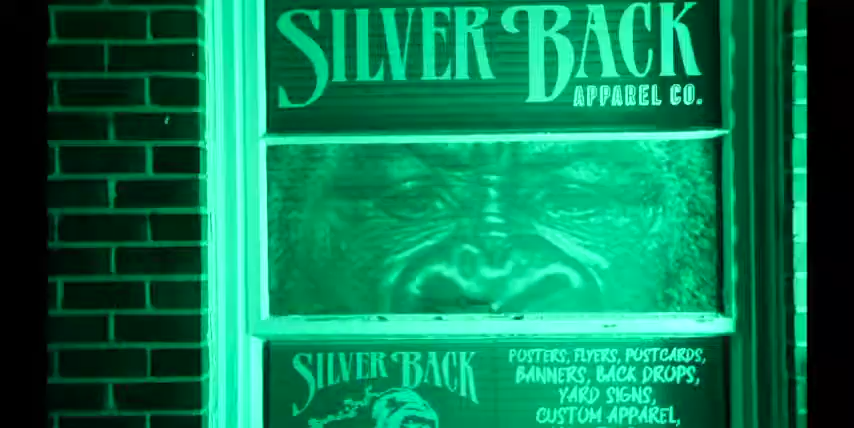 SILVER BACK
APPAREL CO.
SILVER BACK
POSTERS, FLYERS, POSTCARDS,
BANNERS, BACK DROPS,
YARD SIGNS,
CUSTOM APPAREL,